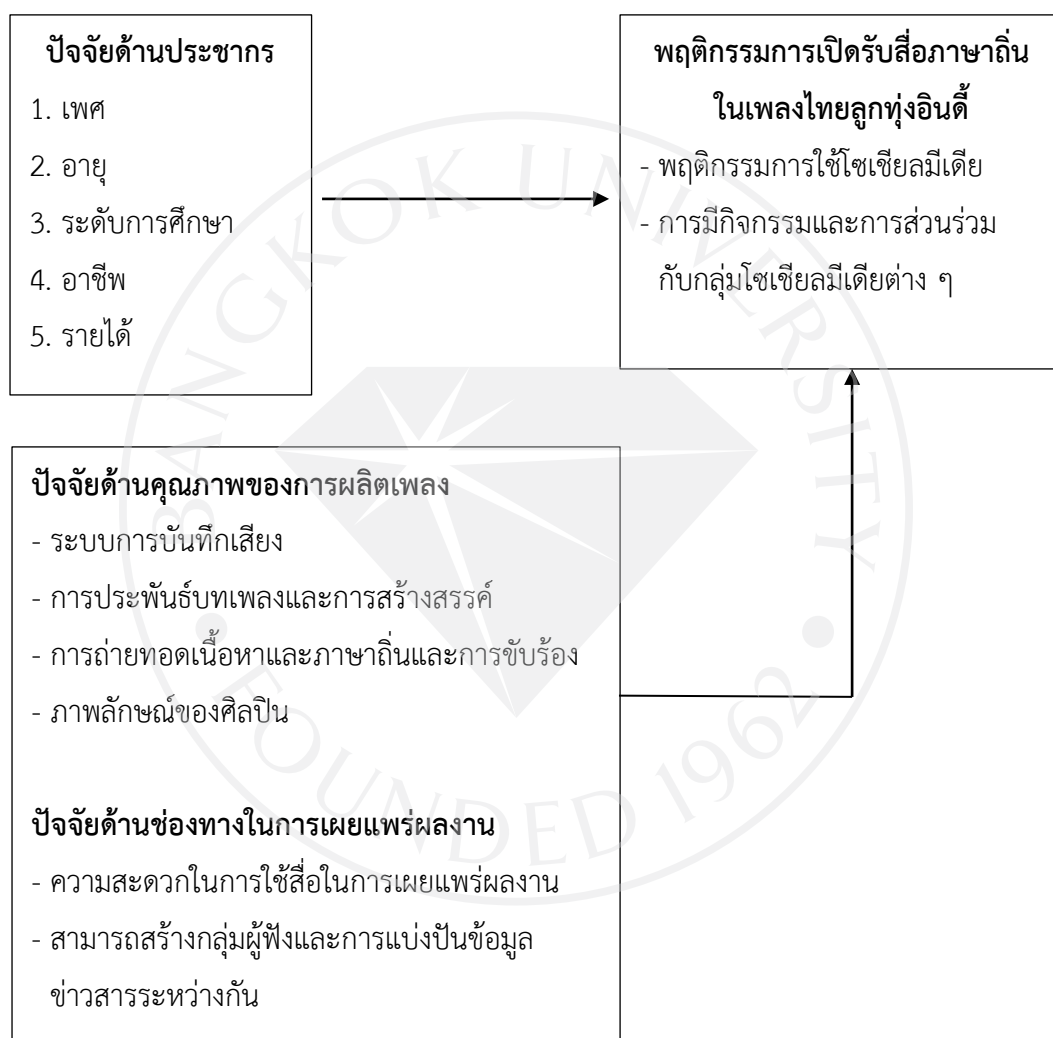 ปัจจัยด้านประชากร
1. เพศ
2. อายุ
3. ระดับการศึกษา
4. อาชีพ
5. รายได้
พฤติกรรมการเปิดรับสื่อภาษาถิ่น
ในเพลงไทยลูกทุ่งอินดี้
- พฤติกรรมการใช้โซเชียลมีเดีย
- การมีกิจกรรมและการส่วนร่วม
กับกลุ่มโซเชียลมีเดียต่าง ๆ
ปัจจัยด้านคุณภาพของการผลิตเพลง
- ระบบการบันทึกเสียง
- การประพันธ์บทเพลงและการสร้างสรรค์
- การถ่ายทอดเนื้อหาและภาษาถิ่นและการขับร้อง
- ภาพลักษณ์ของศิลปิน
ปัจจัยด้านช่องทางในการเผยแพร่ผลงาน
- ความสะดวกในการใช้สื่อในการเผยแพร่ผลงาน
- สามารถสร้างกลุ่มผู้ฟังและการแบ่งปันข้อมูล
ข่าวสารระหว่างกัน
BANGKOK UNIVERSITY
FOUNDED 1962